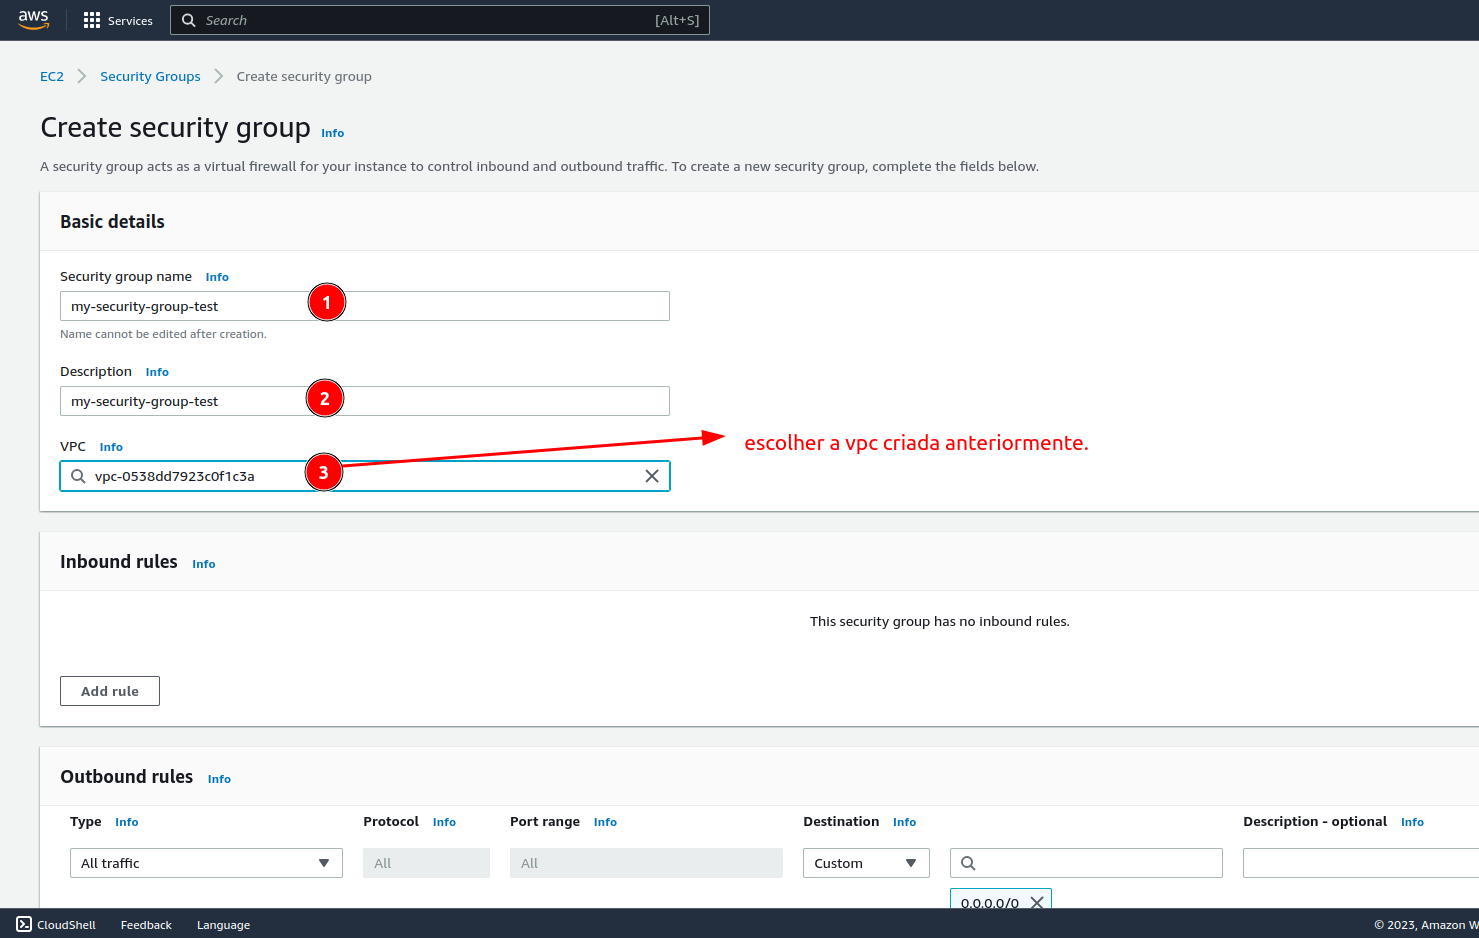 aws Services Search [Alt+S]
EC2 Security Groups Create security group
Create security group Info
A security group acts as a virtual firewall for your instance to control inbound and outbound traffic. To create a new security group, complete the fields below.
Basic details
Security group name Info
my-security-group-test 1
Name cannot be edited after creation.
Description Info
my-security-group-test 2
escolher a vpc criada anteriormente.
VPC Info
vpc-0538dd7923c0f1c3a 3
Inbound rules Info
This security group has no inbound rules.
Add rule
Outbound rules Info
Type Info Protocol Info Port range Info Destination Info Description - optional Info
All traffic All All Custom
0.0.0.0/0
CloudShell Feedback Language © 2023, Amazon W